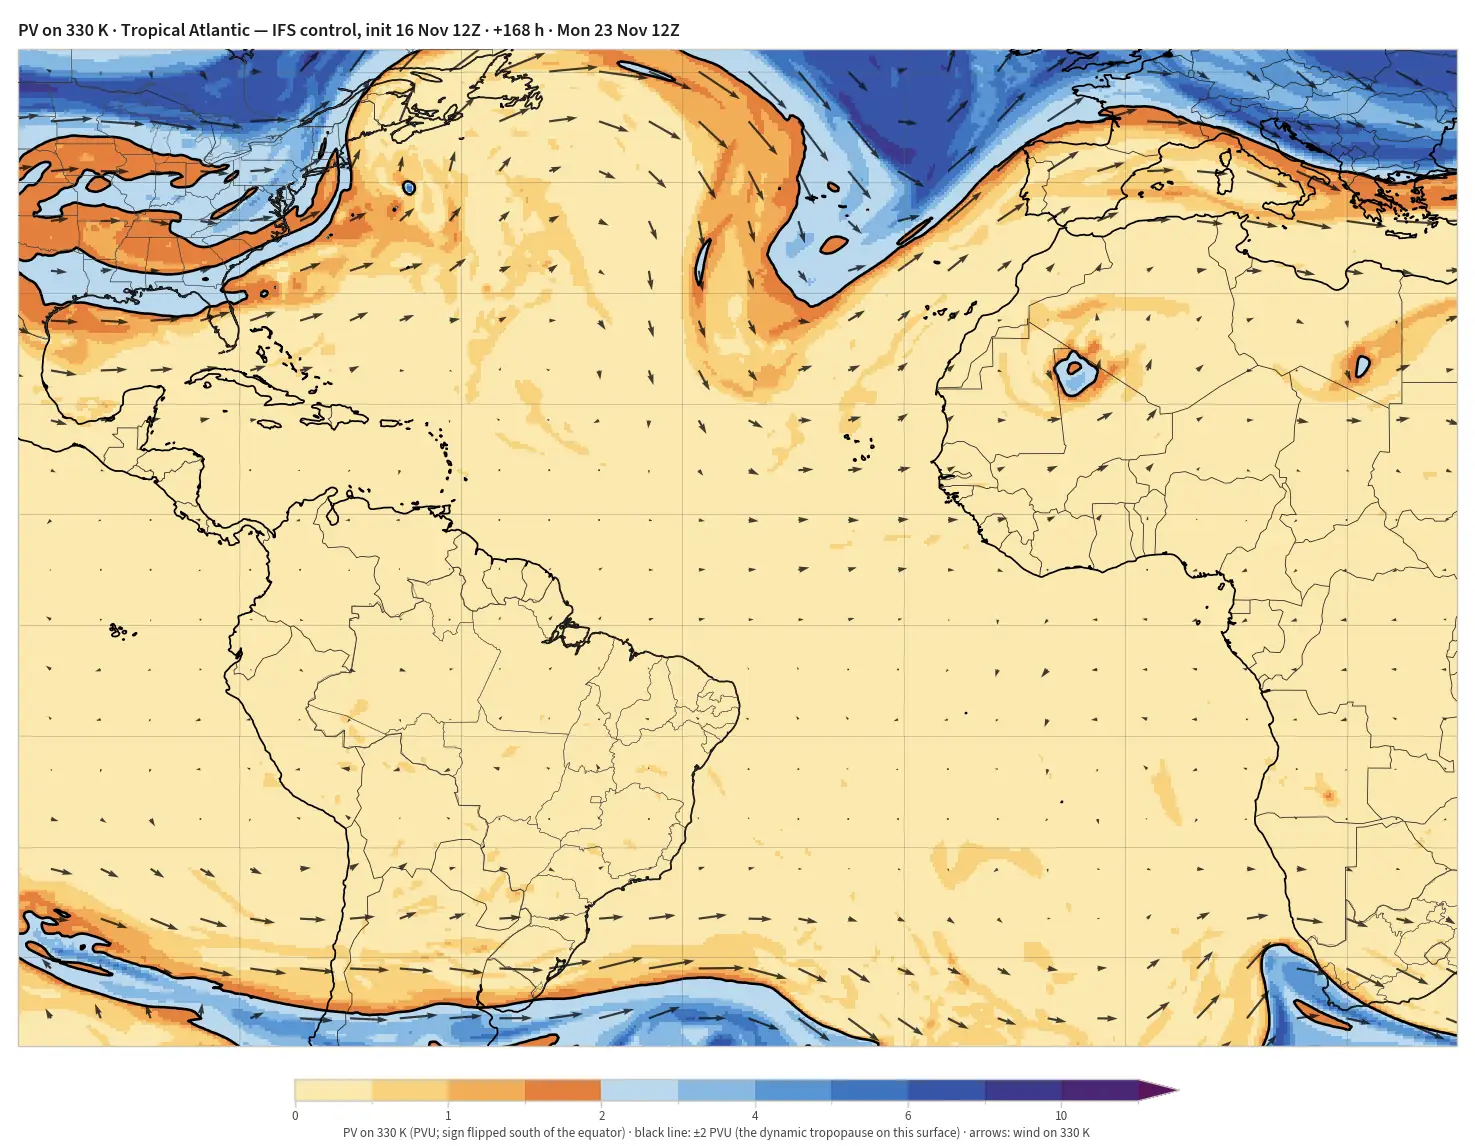 PV on 330 K · Tropical Atlantic — IFS control, init 16 Nov 12Z · +168 h · Mon 23 Nov 12Z
0 1 2 4 6 10
PV on 330 K (PVU; sign flipped south of the equator) · black line: ±2 PVU (the dynamic tropopause on this surface) · arrows: wind on 330 K